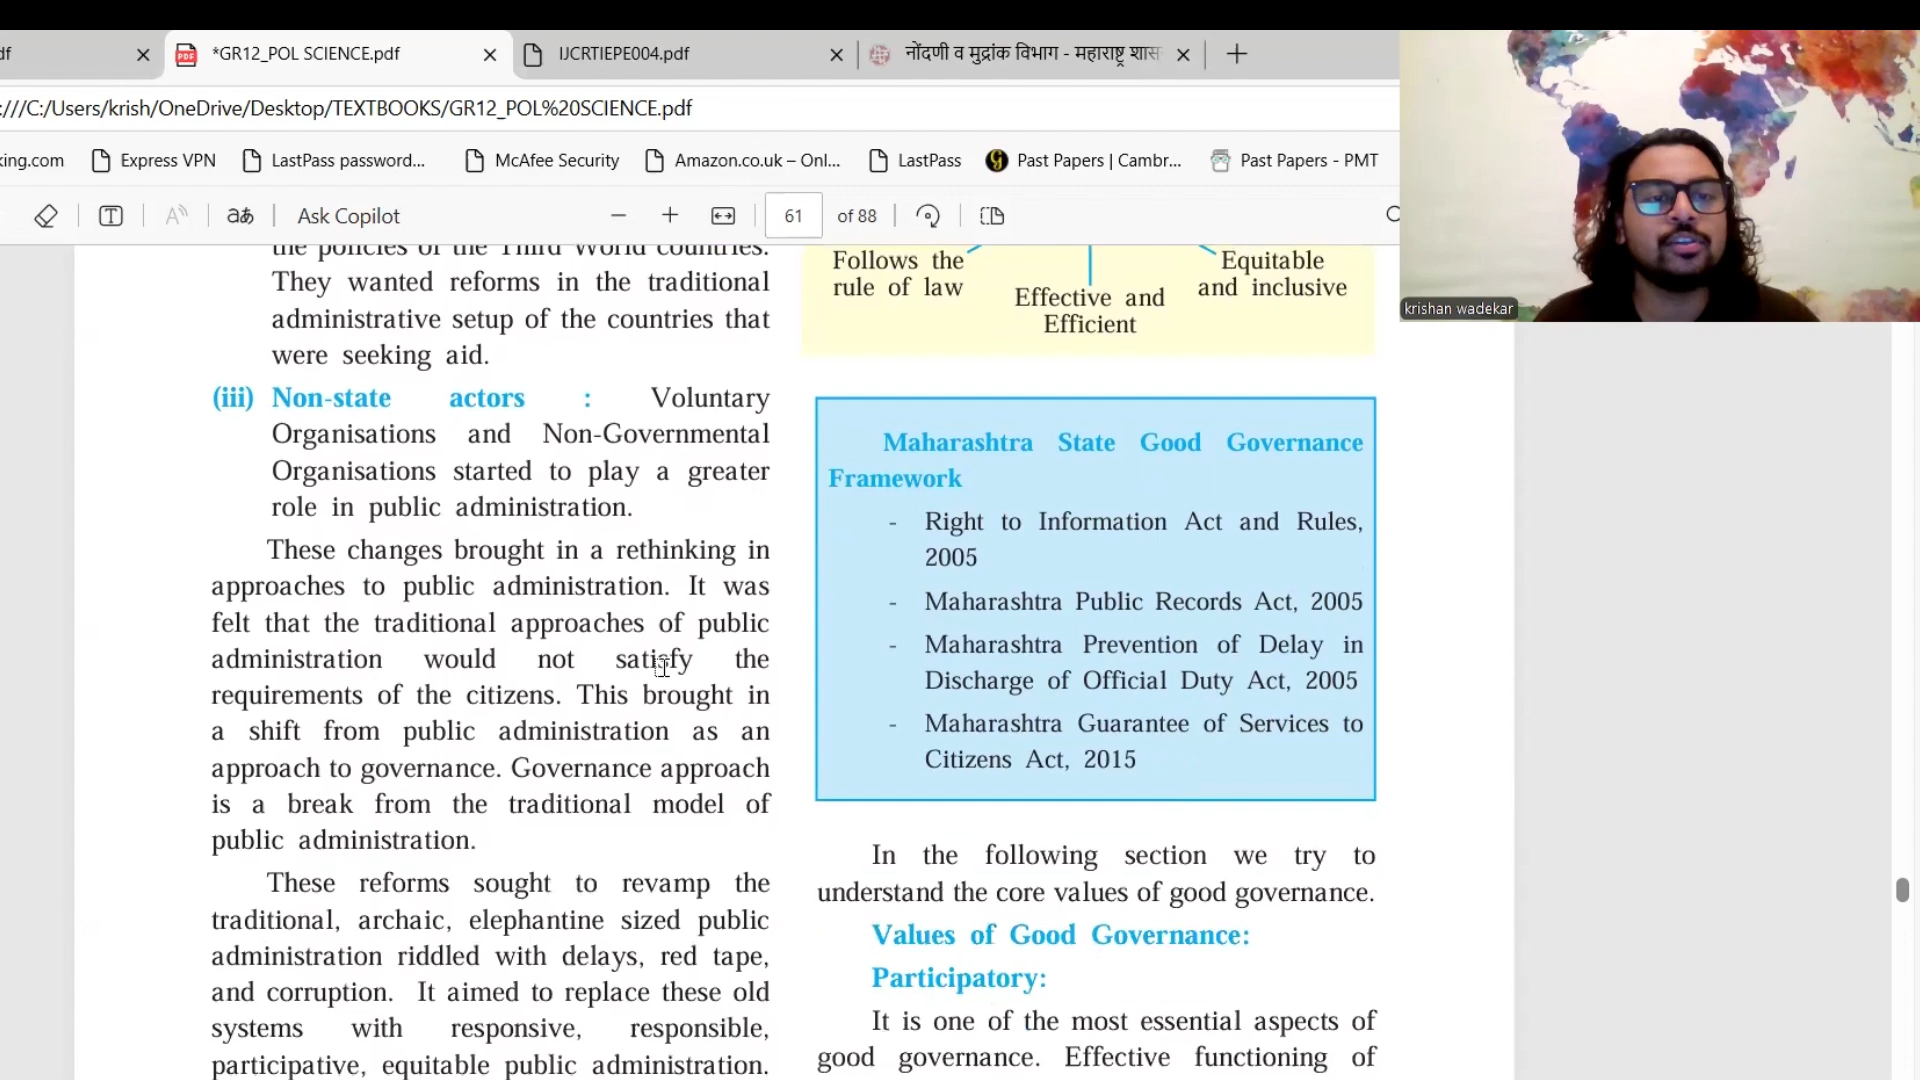 df
*GR12_POL SCIENCE.pdf
IJCRTIEPE004.pdf
नोंदणी व मुद्रांक विभाग - महाराष्ट्र शास
:///C:/Users/krish/OneDrive/Desktop/TEXTBOOKS/GR12_POL%20SCIENCE.pdf
king.com
Express VPN
LastPass password...
McAfee Security
Amazon.co.uk – Onl...
LastPass
Past Papers | Cambr...
Past Papers - PMT
Ask Copilot
61 of 88
krishan wadekar
the policies of the Third World countries.
They wanted reforms in the traditional
administrative setup of the countries that
were seeking aid.
(iii) Non-state actors : Voluntary
Organisations and Non-Governmental
Organisations started to play a greater
role in public administration.
These changes brought in a rethinking in
approaches to public administration. It was
felt that the traditional approaches of public
administration would not satisfy the
requirements of the citizens. This brought in
a shift from public administration as an
approach to governance. Governance approach
is a break from the traditional model of
public administration.
These reforms sought to revamp the
traditional, archaic, elephantine sized public
administration riddled with delays, red tape,
and corruption. It aimed to replace these old
systems with responsive, responsible,
participative, equitable public administration.
Follows the
rule of law
Effective and
Efficient
Equitable
and inclusive
Maharashtra State Good Governance
Framework
- Right to Information Act and Rules,
2005
- Maharashtra Public Records Act, 2005
- Maharashtra Prevention of Delay in
Discharge of Official Duty Act, 2005
- Maharashtra Guarantee of Services to
Citizens Act, 2015
In the following section we try to
understand the core values of good governance.
Values of Good Governance:
Participatory:
It is one of the most essential aspects of
good governance. Effective functioning of